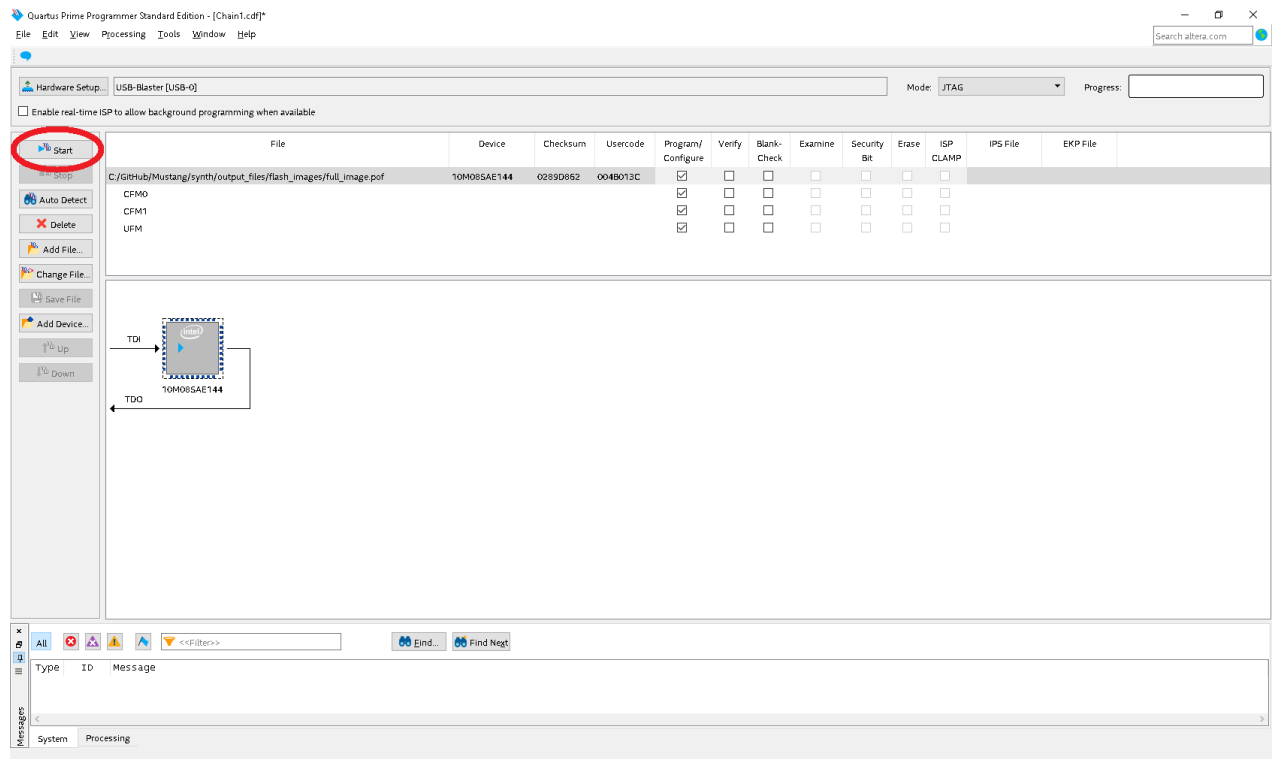 Quartus Prime Programmer Standard Edition - [Chain1.cdf]*
File Edit View Processing Tools Window Help
Search altera.com
Hardware Setup... USB-Blaster [USB-0] Mode: JTAG Progress:
Enable real-time ISP to allow background programming when available
Start
Stop
Auto Detect
Delete
Add File...
Change File...
Save File
Add Device...
Up
Down
File Device Checksum Usercode Program/ Verify Blank- Examine Security Erase ISP IPS File EKP File
Configure Check Bit CLAMP
C:/GitHub/Mustang/synth/output_files/flash_images/full_image.pof 10M08SAE144 0289D862 004B013C
CFM0
CFM1
UFM
intel
TDI
10M08SAE144
TDO
All <<Filter>> Find... Find Next
Type ID Message
Messages
System Processing